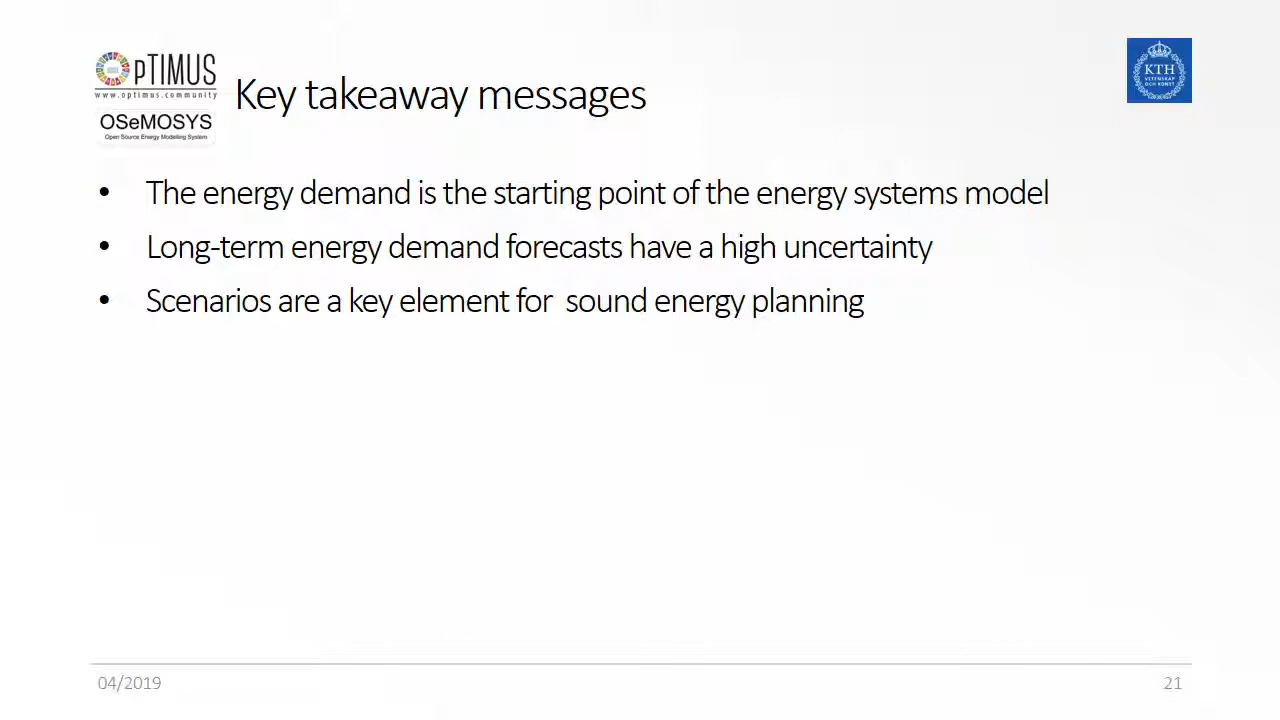 OpTIMUS
www.optimus.community
OSeMOSYS
Open Source Energy Modelling System
Key takeaway messages
KTH
VETENSKAP
OCH KONST
• The energy demand is the starting point of the energy systems model
• Long-term energy demand forecasts have a high uncertainty
• Scenarios are a key element for  sound energy planning
04/2019
21